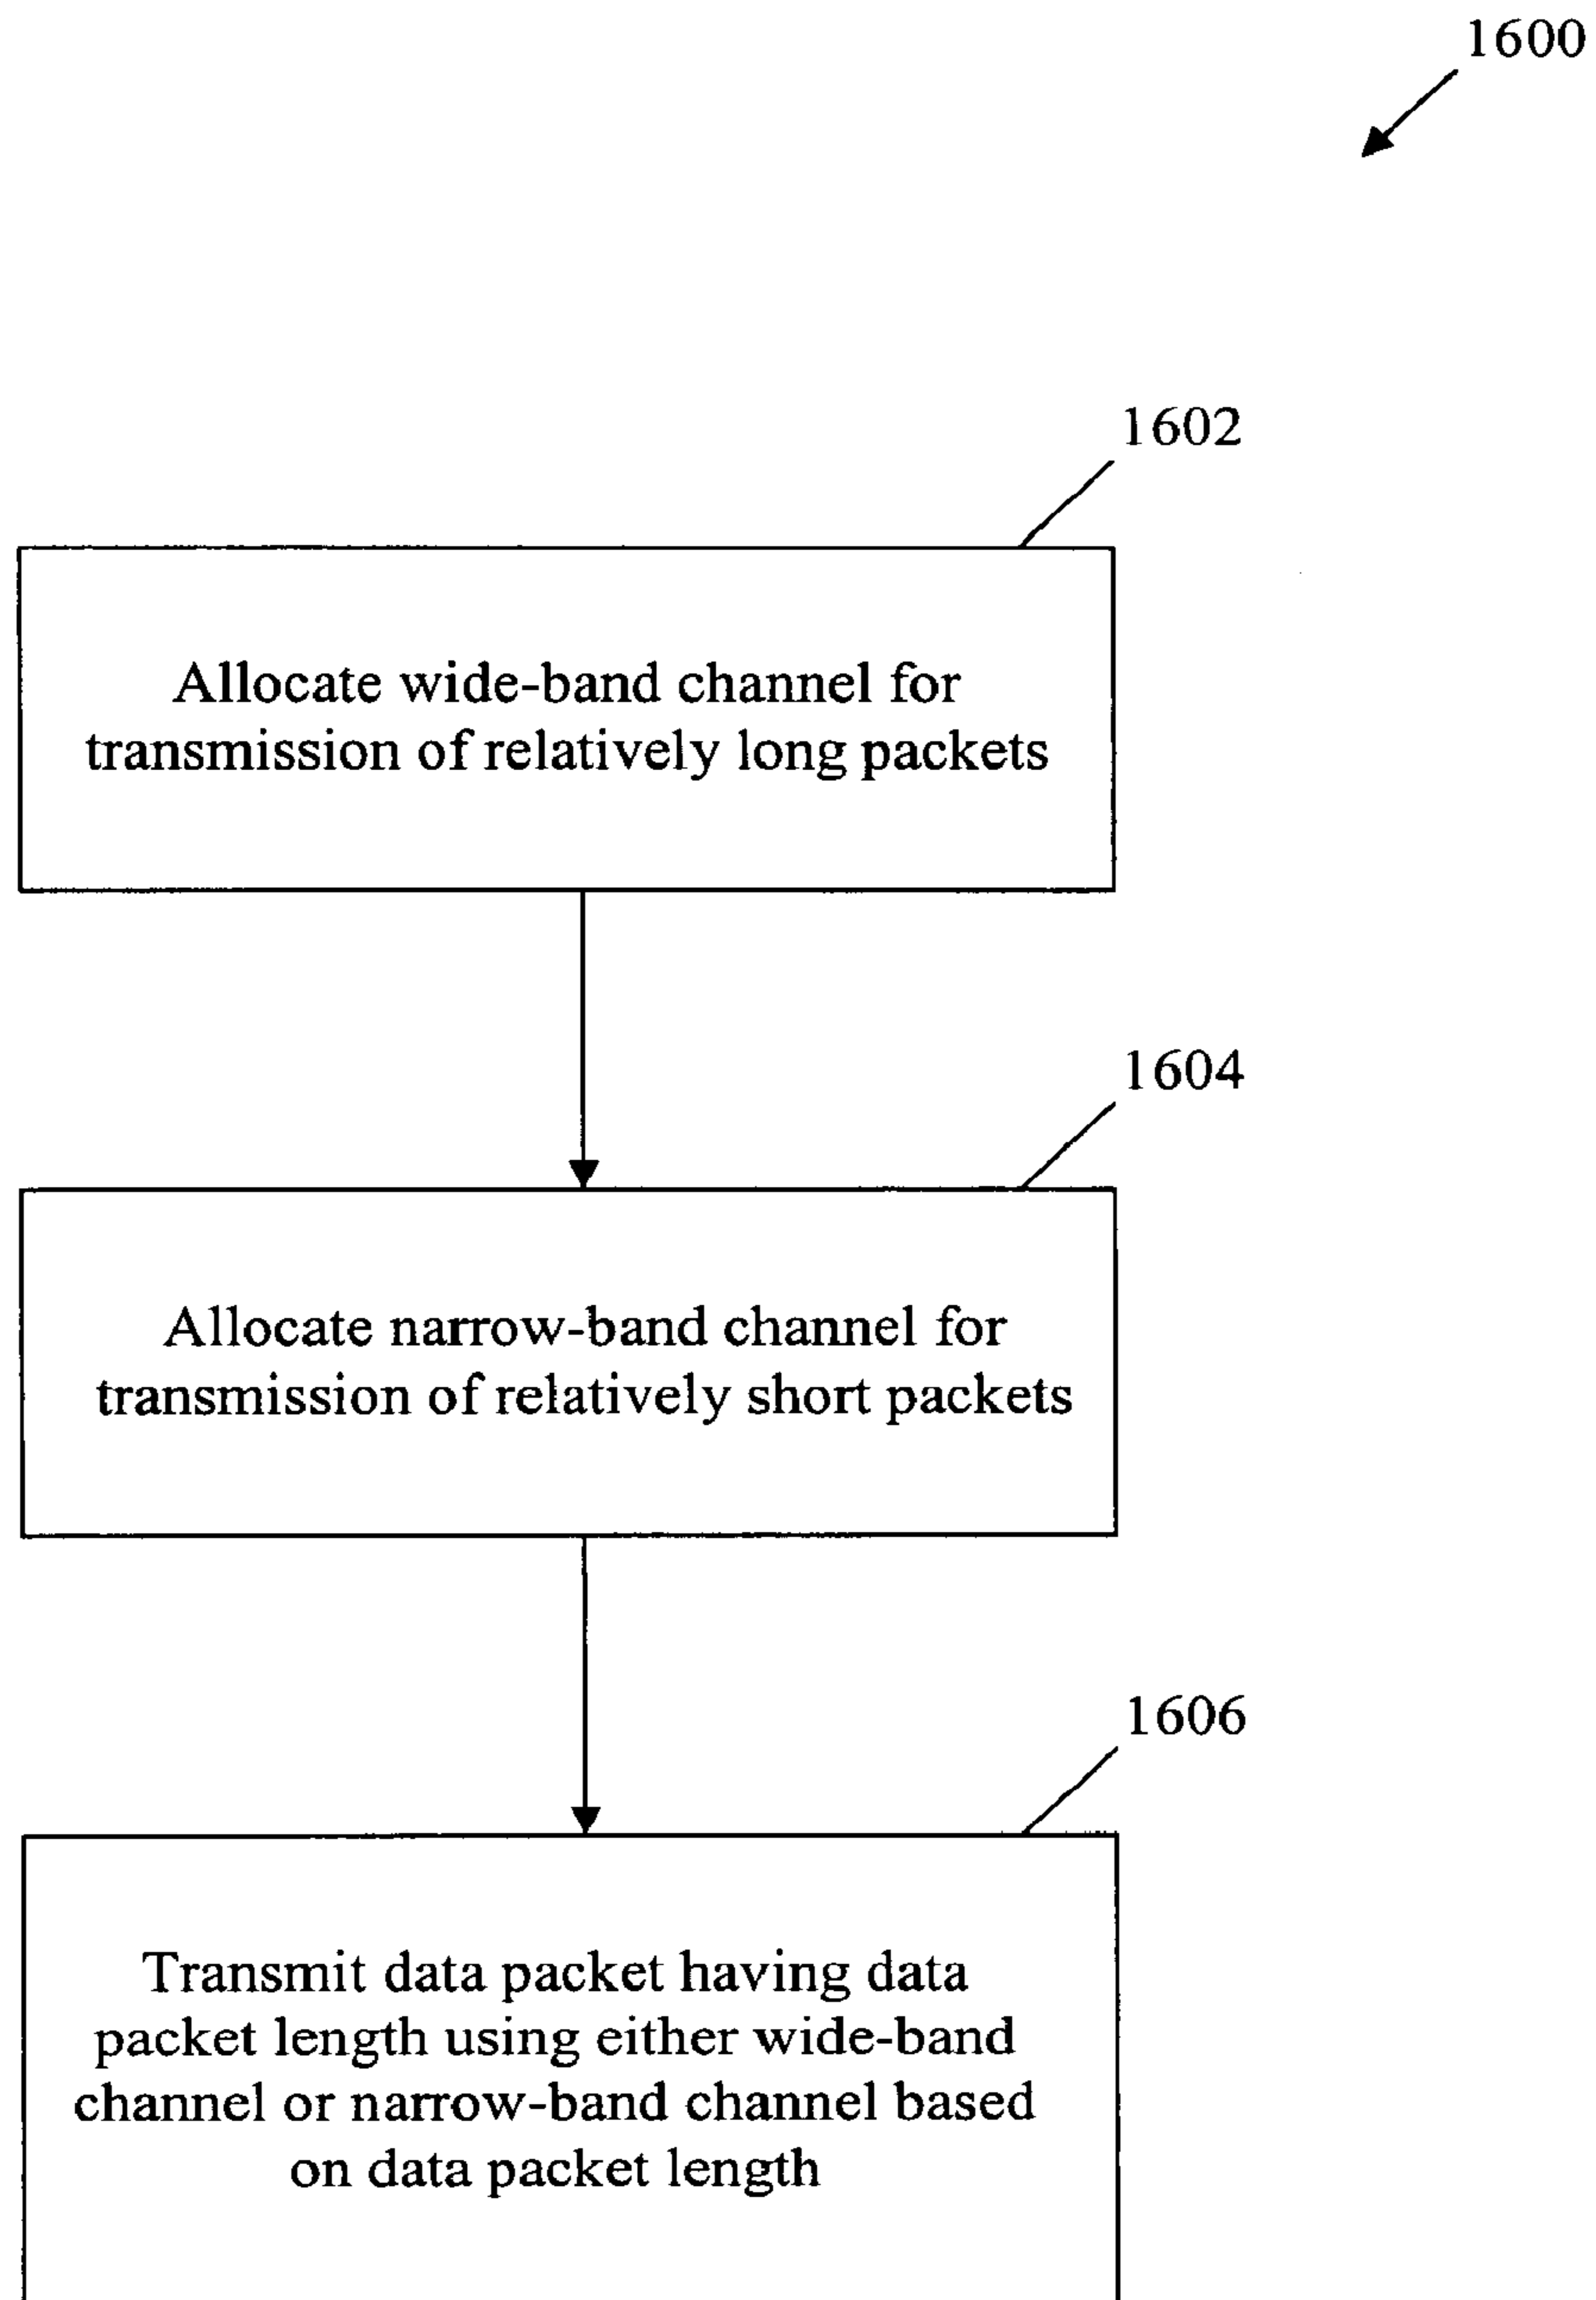 1600
1602
Allocate wide-band channel for
transmission of relatively long packets
1604
Allocate narrow-band channel for
transmission of relatively short packets
1606
Transmit data packet having data
packet length using either wide-band
channel or narrow-band channel based
on data packet length